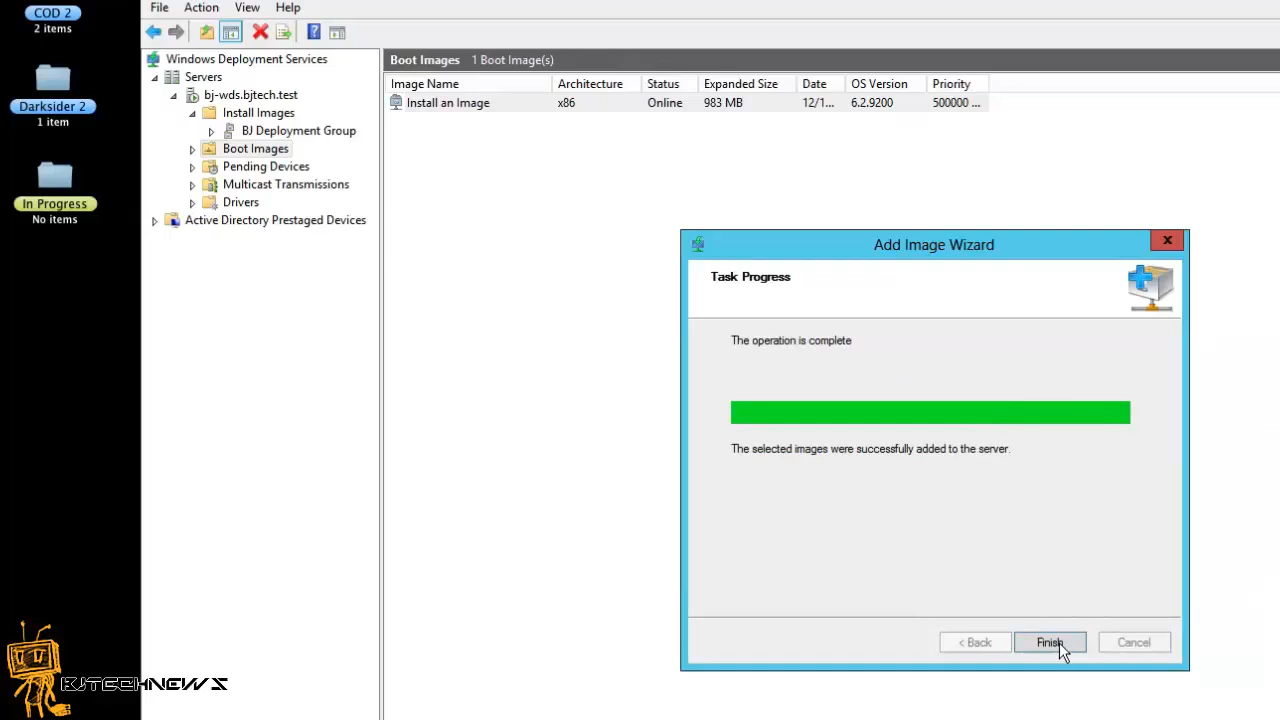 COD 2
2 items
Darksider 2
1 item
In Progress
No items
File Action View Help
Windows Deployment Services
Servers
bj-wds.bjtech.test
Install Images
BJ Deployment Group
Boot Images
Pending Devices
Multicast Transmissions
Drivers
Active Directory Prestaged Devices
Boot Images 1 Boot Image(s)
Image Name Architecture Status Expanded Size Date OS Version Priority
Install an Image x86 Online 983 MB 12/1... 6.2.9200 500000 ...
Add Image Wizard
Task Progress
The operation is complete
The selected images were successfully added to the server.
< Back Finish Cancel
BJTECHNEWS